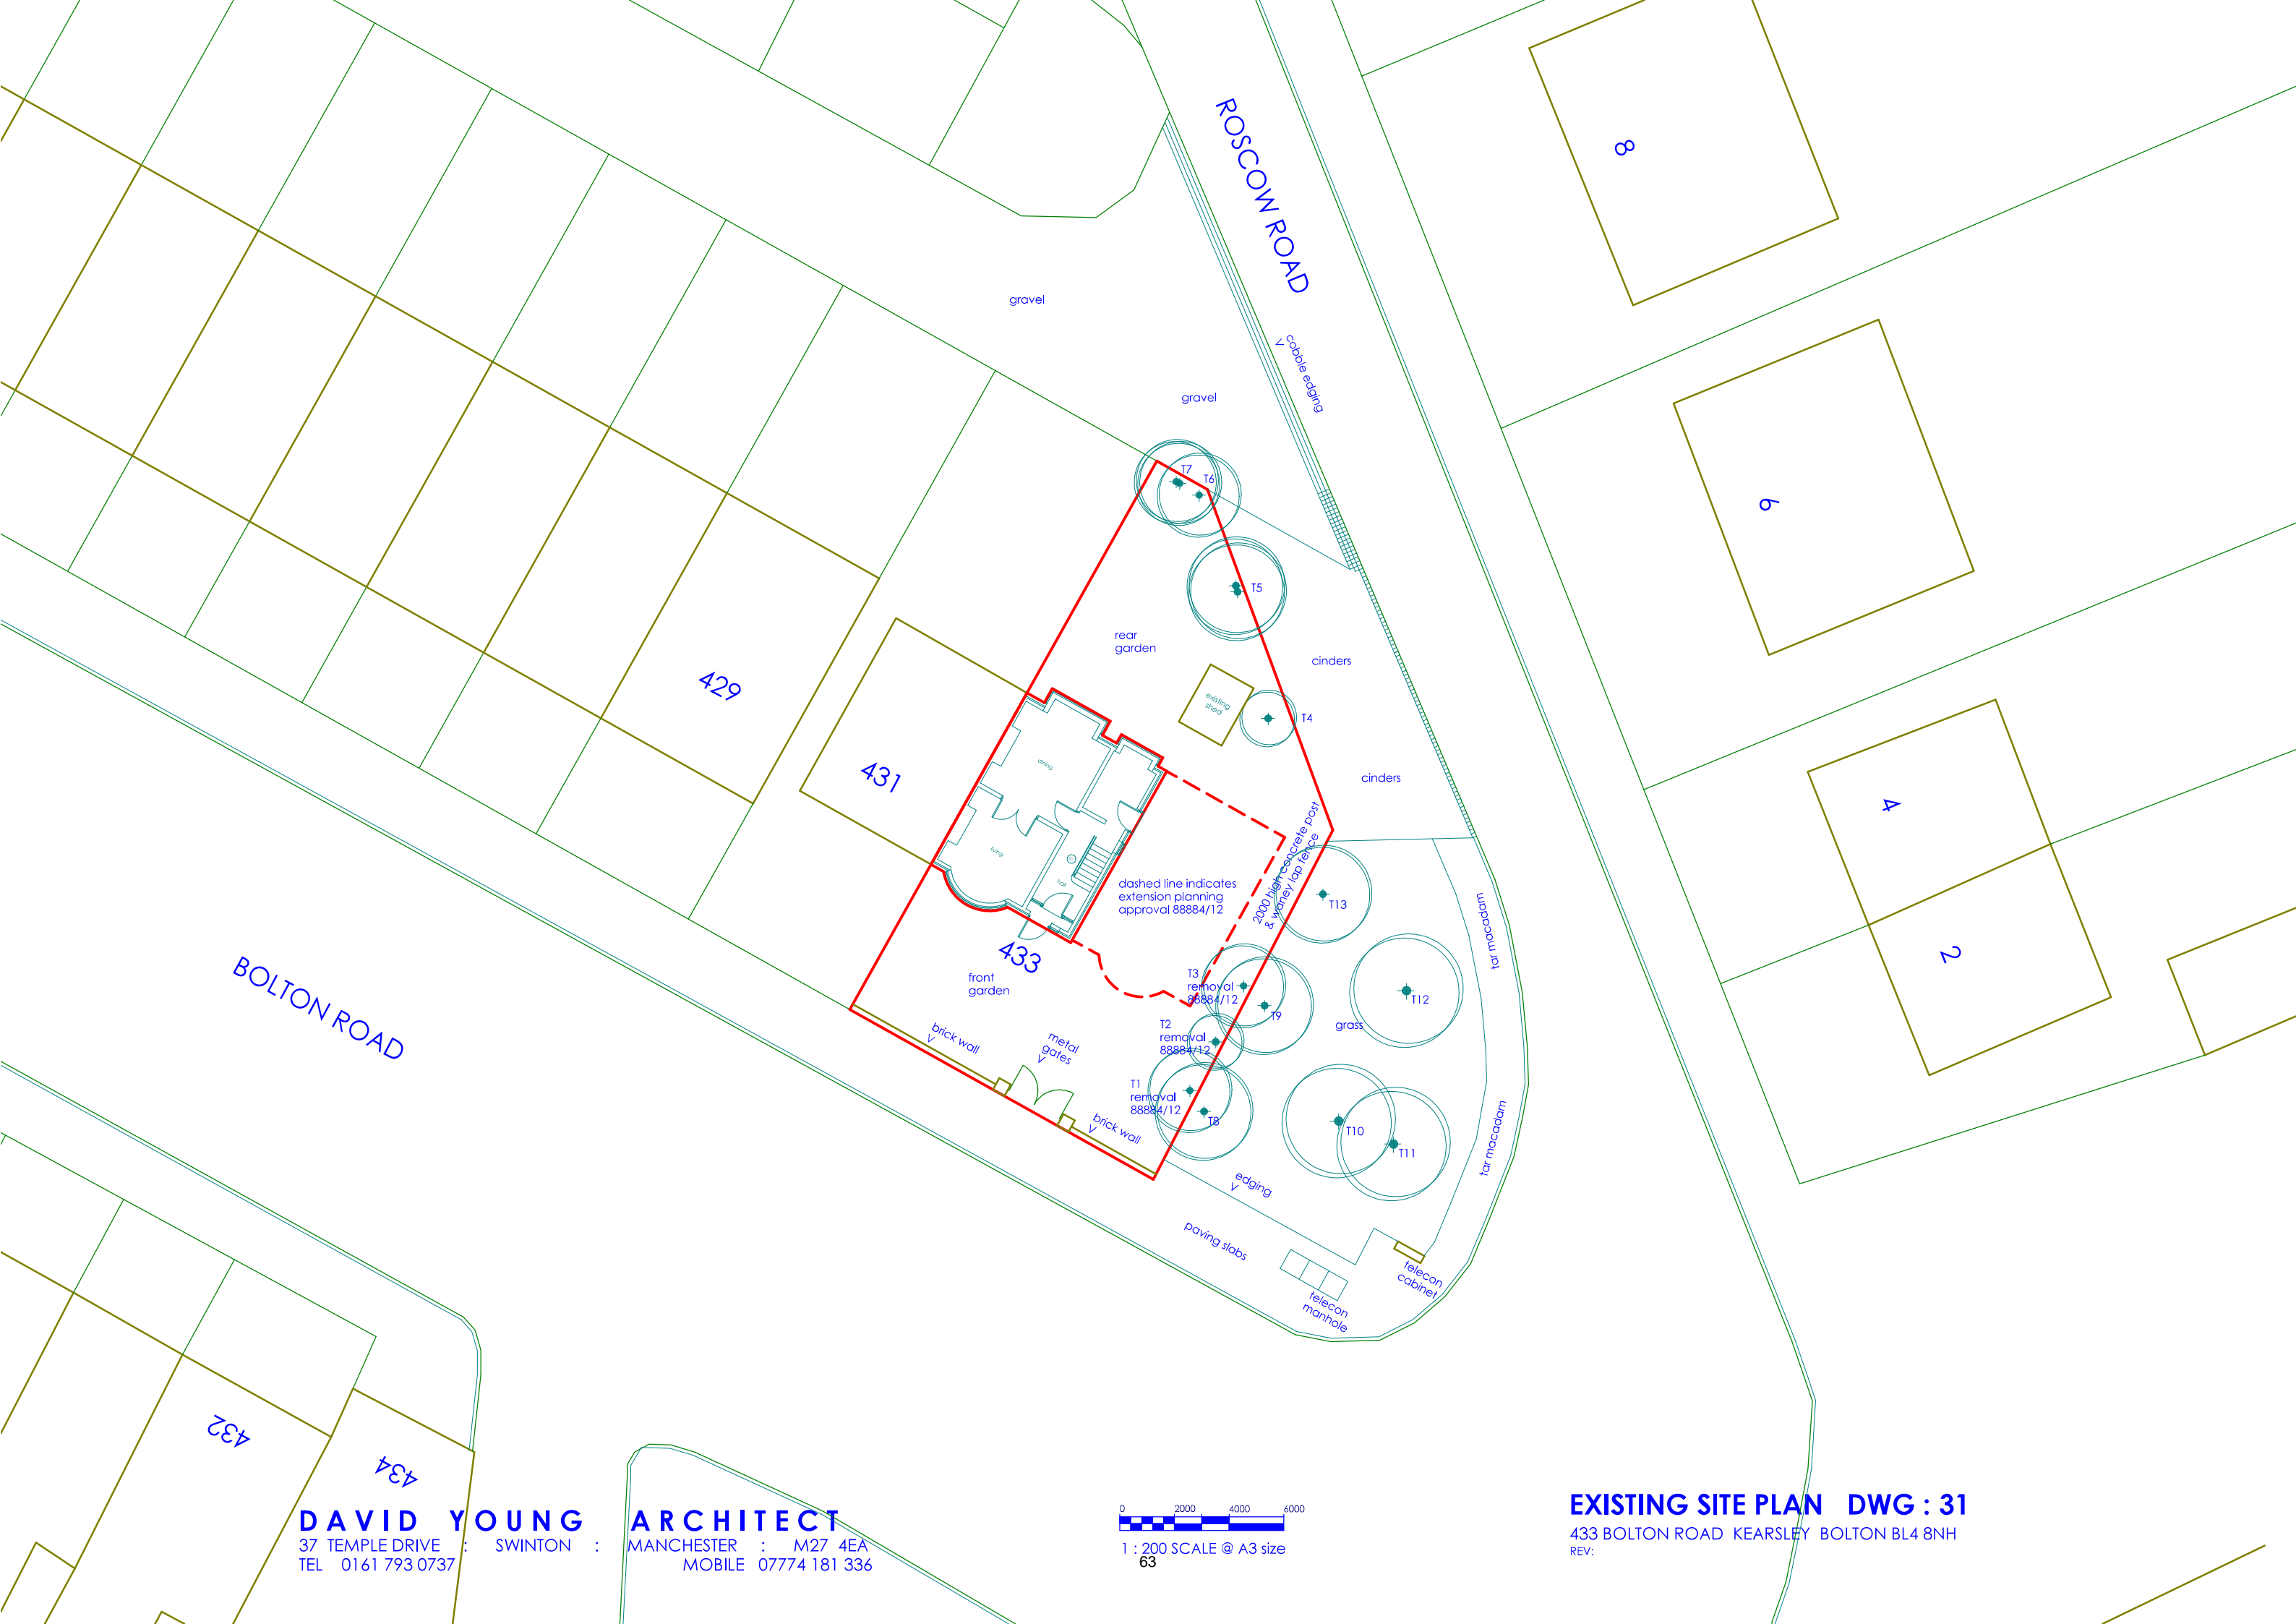 ROSCOW ROAD
8
gravel
V
cobble edging
gravel
T7
T6
6
T5
rear
garden
cinders
429
existing
shed
T4
431
dining
cinders
4
living
hall
2000 high concrete post
& waney lap fence
dashed line indicates
extension planning
approval 88884/12
T13
tar macadam
433
2
BOLTON ROAD
front
garden
T3
removal
88884/12
T12
T9
grass
brick wall
V
metal
gates
V
T2
removal
88884/12
T1
removal
88884/12
T8
brick wall
V
T10
T11
tar macadam
edging
V
paving slabs
telecon
cabinet
telecon
manhole
432
434
DAVID YOUNG ARCHITECT
37 TEMPLE DRIVE : SWINTON : MANCHESTER : M27 4EA
TEL 0161 793 0737 MOBILE 07774 181 336
0 2000 4000 6000
1 : 200 SCALE @ A3 size
63
EXISTING SITE PLAN DWG : 31
433 BOLTON ROAD KEARSLEY BOLTON BL4 8NH
REV: